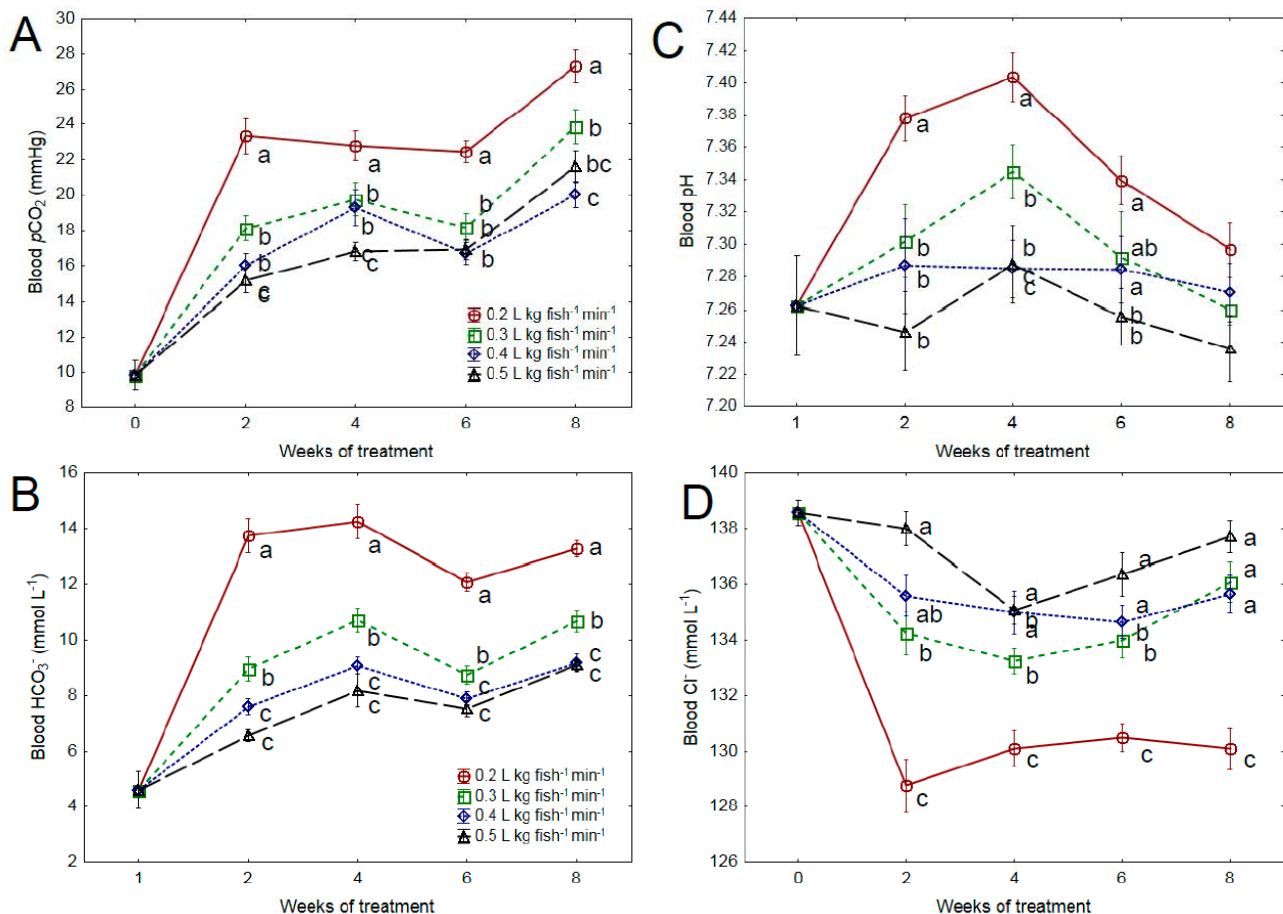 A
Blood pCO₂ (mmHg)
30
28
26
24
22
20
18
16
14
12
10
8
a
a
a
a
b
b
b
b
b
b
b
bc
c
c
c
c
0.2 L kg fish⁻¹ min⁻¹
0.3 L kg fish⁻¹ min⁻¹
0.4 L kg fish⁻¹ min⁻¹
0.5 L kg fish⁻¹ min⁻¹
0 2 4 6 8
Weeks of treatment
C
Blood pH
7.44
7.42
7.40
7.38
7.36
7.34
7.32
7.30
7.28
7.26
7.24
7.22
7.20
a
a
a
b
b
ab
b
c
a
b
c
b
b
1 2 4 6 8
Weeks of treatment
B
Blood HCO₃⁻ (mmol L⁻¹)
16
14
12
10
8
6
4
2
a
a
a
a
b
b
b
b
c
c
c
c
c
c
c
c
0.2 L kg fish⁻¹ min⁻¹
0.3 L kg fish⁻¹ min⁻¹
0.4 L kg fish⁻¹ min⁻¹
0.5 L kg fish⁻¹ min⁻¹
1 2 4 6 8
Weeks of treatment
D
Blood Cl⁻ (mmol L⁻¹)
140
138
136
134
132
130
128
126
a
a
a
a
a
a
a
ab
b
a
b
b
b
b
c
c
c
c
0 2 4 6 8
Weeks of treatment